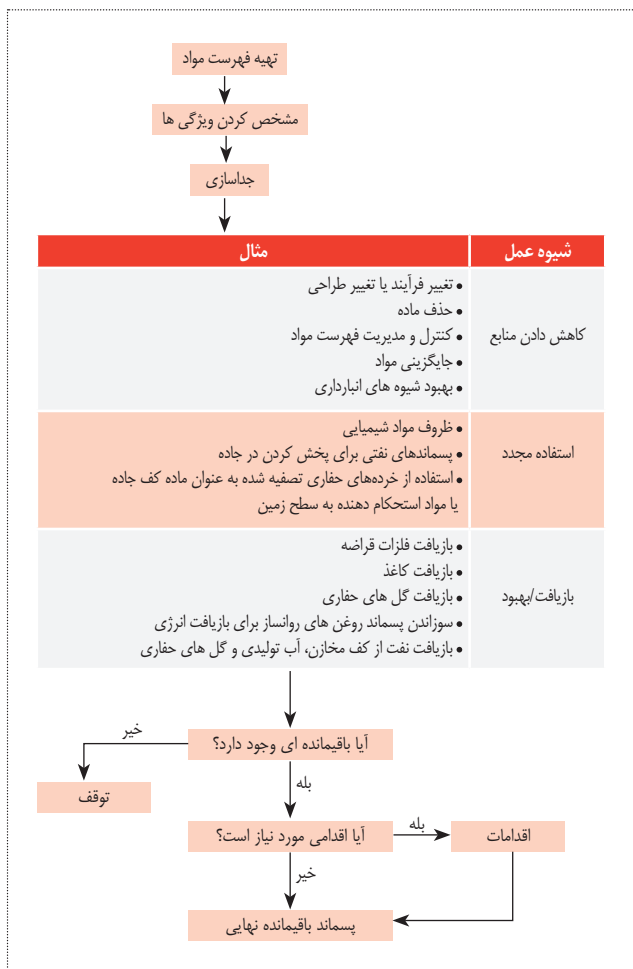 تهیه فهرست مواد
مشخص کردن ویژگی ها
جداسازی
شیوه عمل
مثال
کاهش دادن منابع
• تغییر فرآیند یا تغییر طراحی
• حذف ماده
• کنترل و مدیریت فهرست مواد
• جایگزینی مواد
• بهبود شیوه های انبارداری
استفاده مجدد
• ظروف مواد شیمیایی
• پسماندهای نفتی برای پخش کردن در جاده
• استفاده از خرده‌های حفاری تصفیه شده به عنوان ماده کف جاده
یا مواد استحکام دهنده به سطح زمین
بازیافت/بهبود
• بازیافت فلزات قراضه
• بازیافت کاغذ
• بازیافت گل های حفاری
• سوزاندن پسماند روغن های روانساز برای بازیافت انرژی
• بازیافت نفت از کف مخازن، آب تولیدی و گل های حفاری
آیا باقیمانده ای وجود دارد؟
خیر
توقف
بله
آیا اقدامی مورد نیاز است؟
بله
اقدامات
خیر
پسماند باقیمانده نهایی